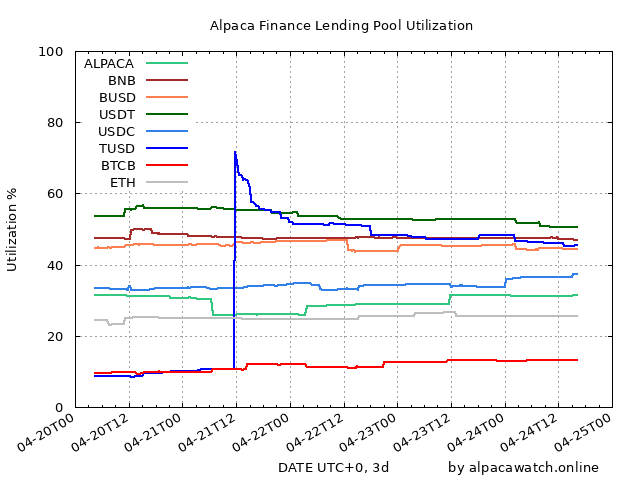 Alpaca Finance Lending Pool Utilization
100
80
60
40
20
0
Utilization %
ALPACA
BNB
BUSD
USDT
USDC
TUSD
BTCB
ETH
04-20T00
04-20T12
04-21T00
04-21T12
04-22T00
04-22T12
04-23T00
04-23T12
04-24T00
04-24T12
04-25T00
DATE UTC+0, 3d
by alpacawatch.online